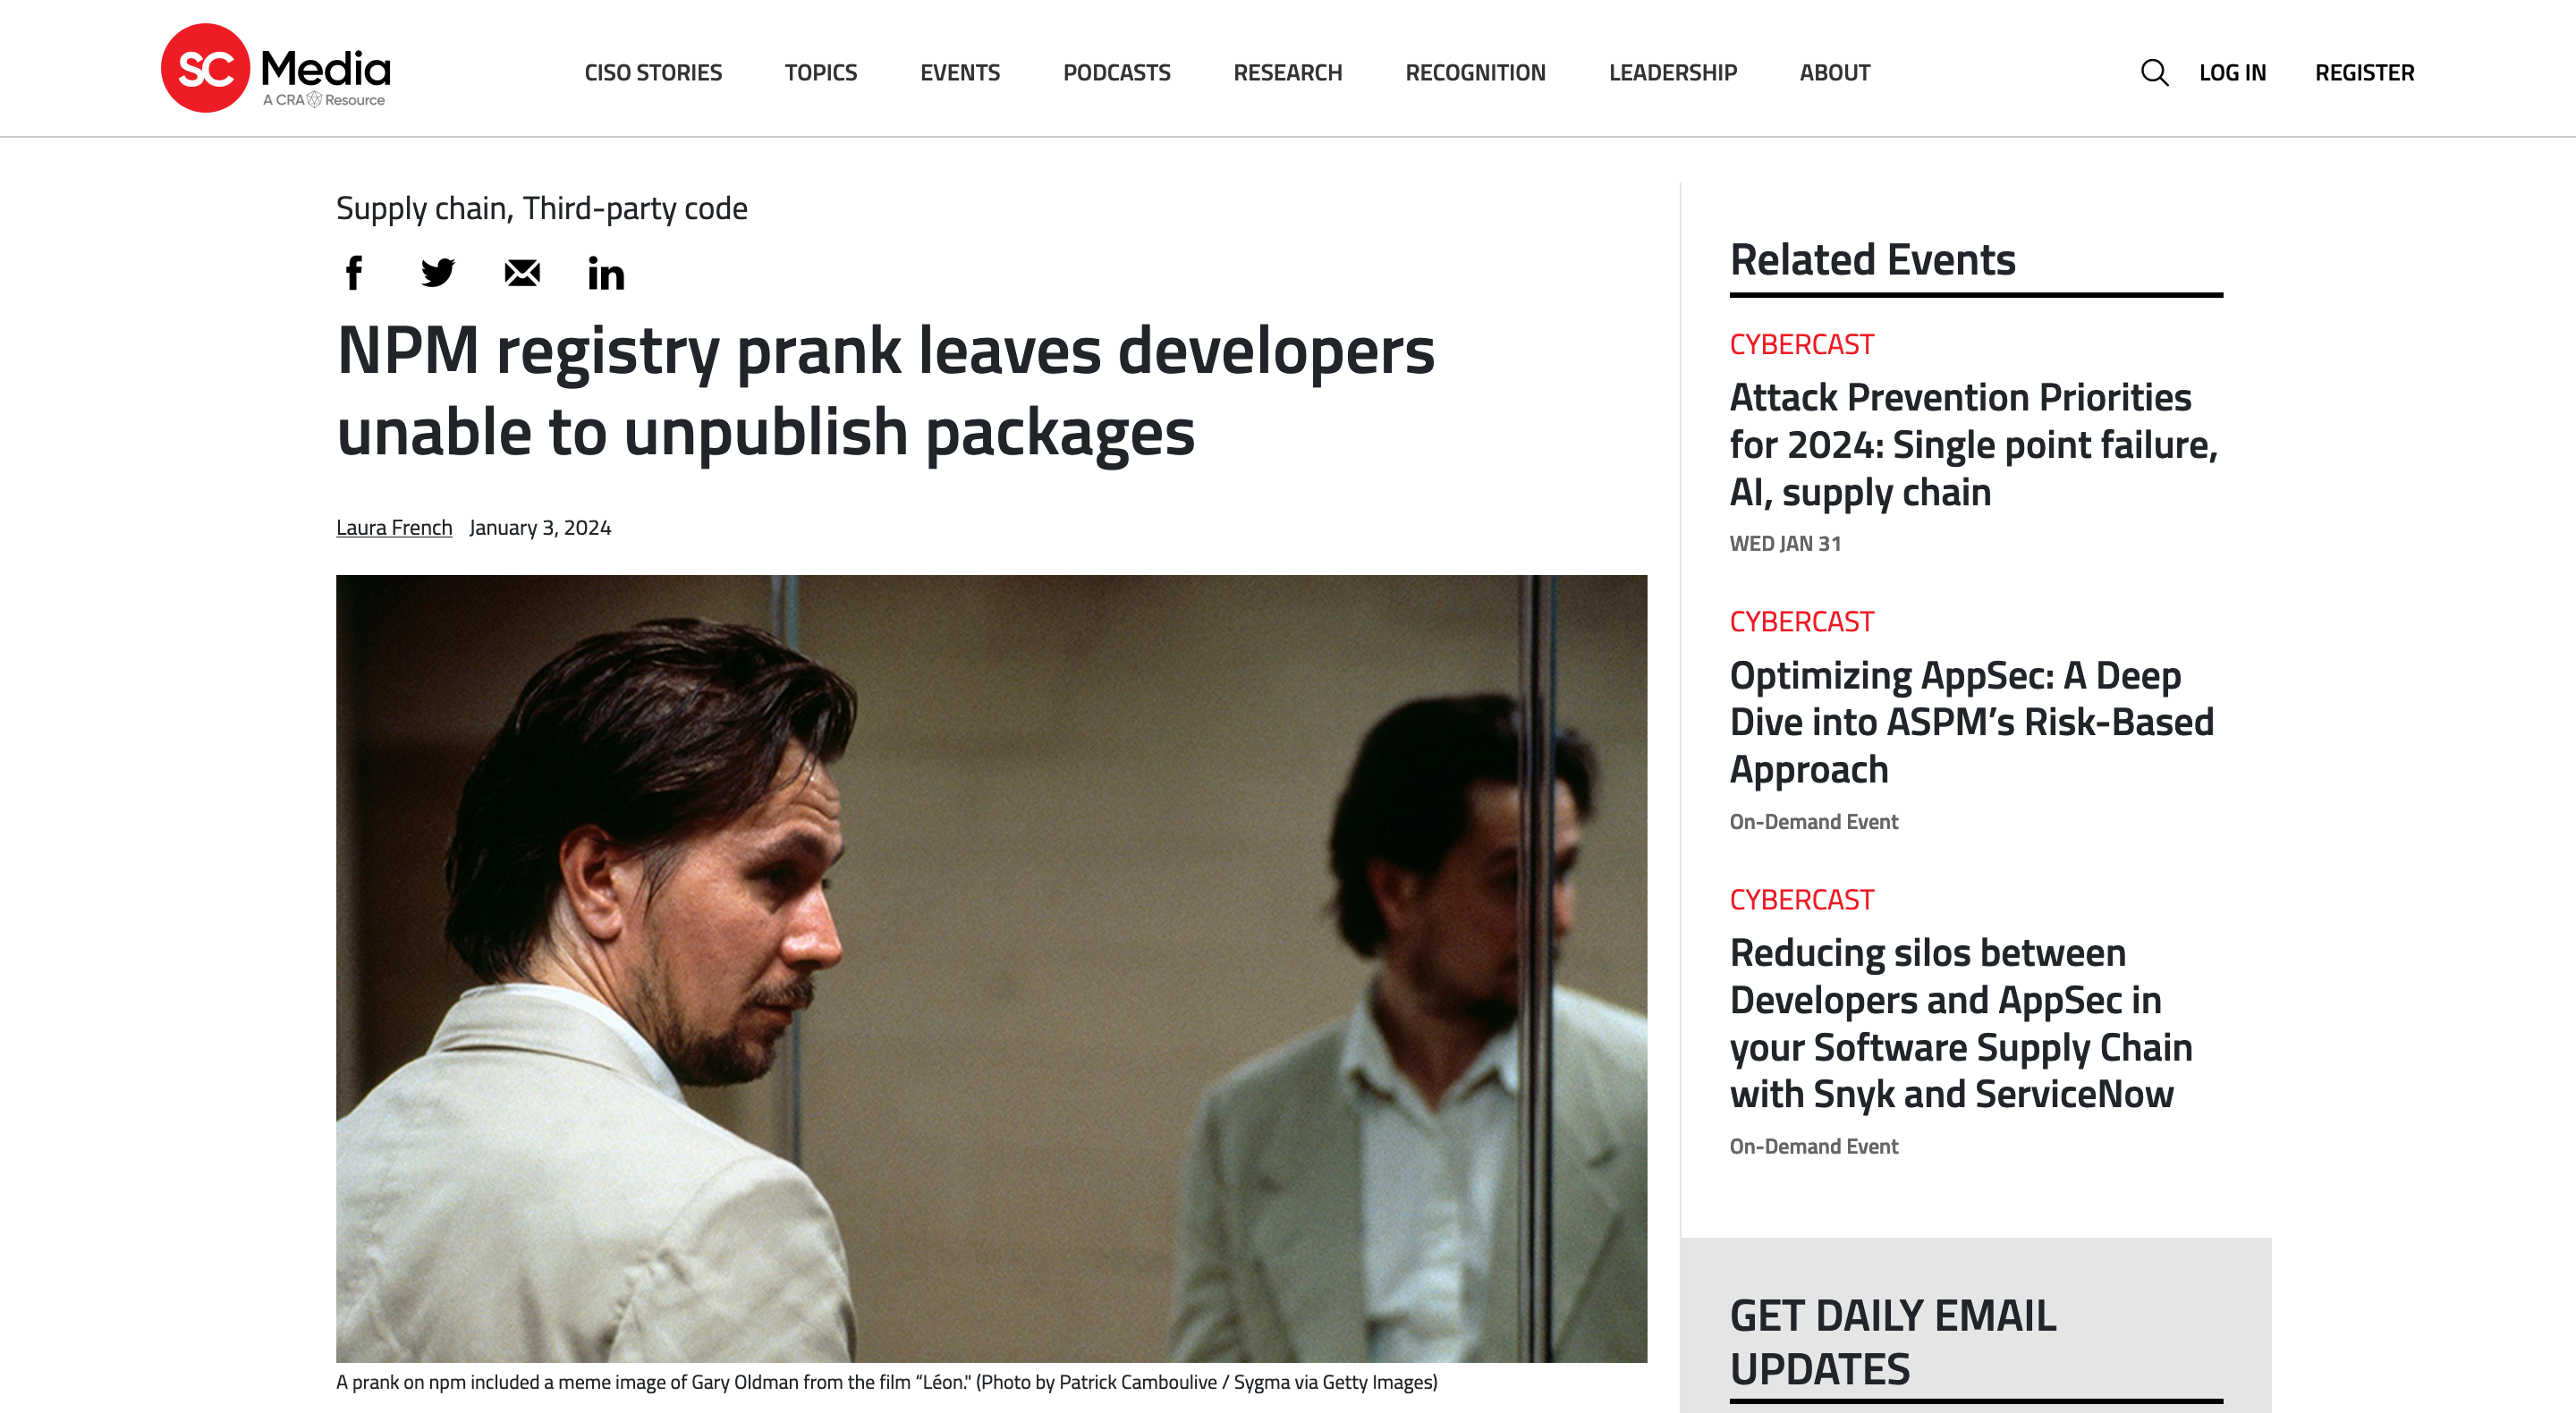 SC Media
A CRA Resource
CISO STORIES
TOPICS
EVENTS
PODCASTS
RESEARCH
RECOGNITION
LEADERSHIP
ABOUT
LOG IN
REGISTER
Supply chain, Third-party code
NPM registry prank leaves developers
unable to unpublish packages
Laura French January 3, 2024
A prank on npm included a meme image of Gary Oldman from the film “Léon." (Photo by Patrick Camboulive / Sygma via Getty Images)
Related Events
CYBERCAST
Attack Prevention Priorities
for 2024: Single point failure,
AI, supply chain
WED JAN 31
CYBERCAST
Optimizing AppSec: A Deep
Dive into ASPM’s Risk-Based
Approach
On-Demand Event
CYBERCAST
Reducing silos between
Developers and AppSec in
your Software Supply Chain
with Snyk and ServiceNow
On-Demand Event
GET DAILY EMAIL
UPDATES